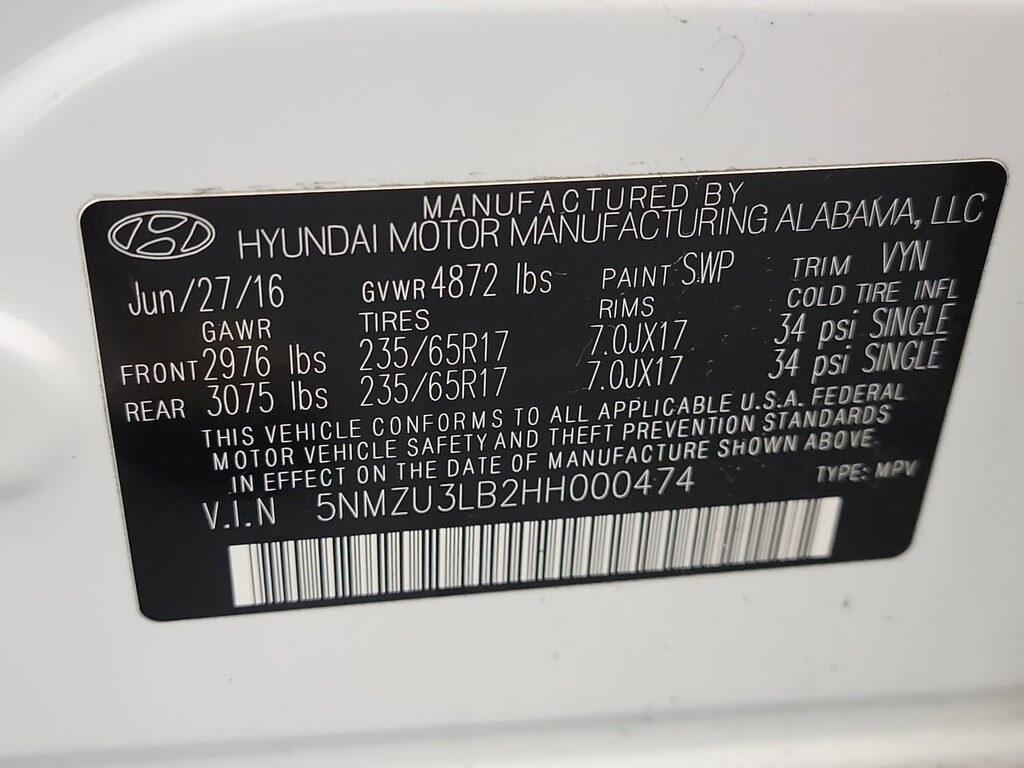 MANUFACTURED BY
HYUNDAI MOTOR MANUFACTURING ALABAMA, LLC
Jun/27/16 GVWR 4872 lbs PAINT SWP TRIM VYN
GAWR TIRES RIMS COLD TIRE INFL
FRONT 2976 lbs 235/65R17 7.0JX17 34 psi SINGLE
REAR 3075 lbs 235/65R17 7.0JX17 34 psi SINGLE
THIS VEHICLE CONFORMS TO ALL APPLICABLE U.S.A. FEDERAL
MOTOR VEHICLE SAFETY AND THEFT PREVENTION STANDARDS
IN EFFECT ON THE DATE OF MANUFACTURE SHOWN ABOVE
V.I.N 5NMZU3LB2HH000474 TYPE: MPV